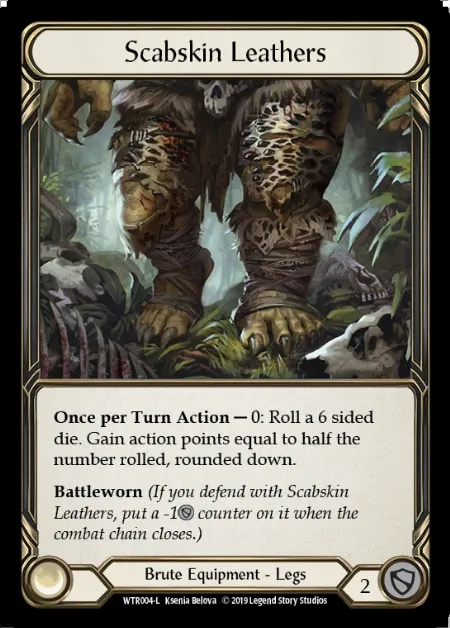 Scabskin Leathers
Once per Turn Action — 0: Roll a 6 sided
die. Gain action points equal to half the
number rolled, rounded down.
Battleworn (If you defend with Scabskin
Leathers, put a -1 counter on it when the
combat chain closes.)
Brute Equipment - Legs
2
WTR004-L Ksenia Belova © 2019 Legend Story Studios